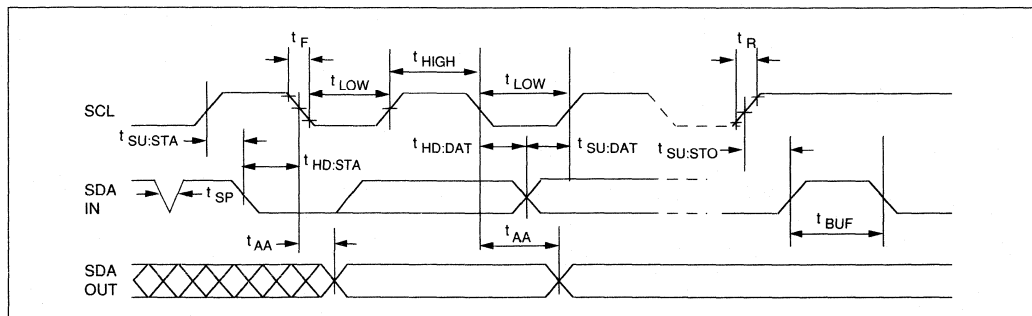 t F
t R
t HIGH
t LOW
t LOW
SCL
t SU:STA
t HD:STA
t HD:DAT
t SU:DAT
t SU:STO
SDA
IN
t SP
t BUF
t AA
t AA
SDA
OUT